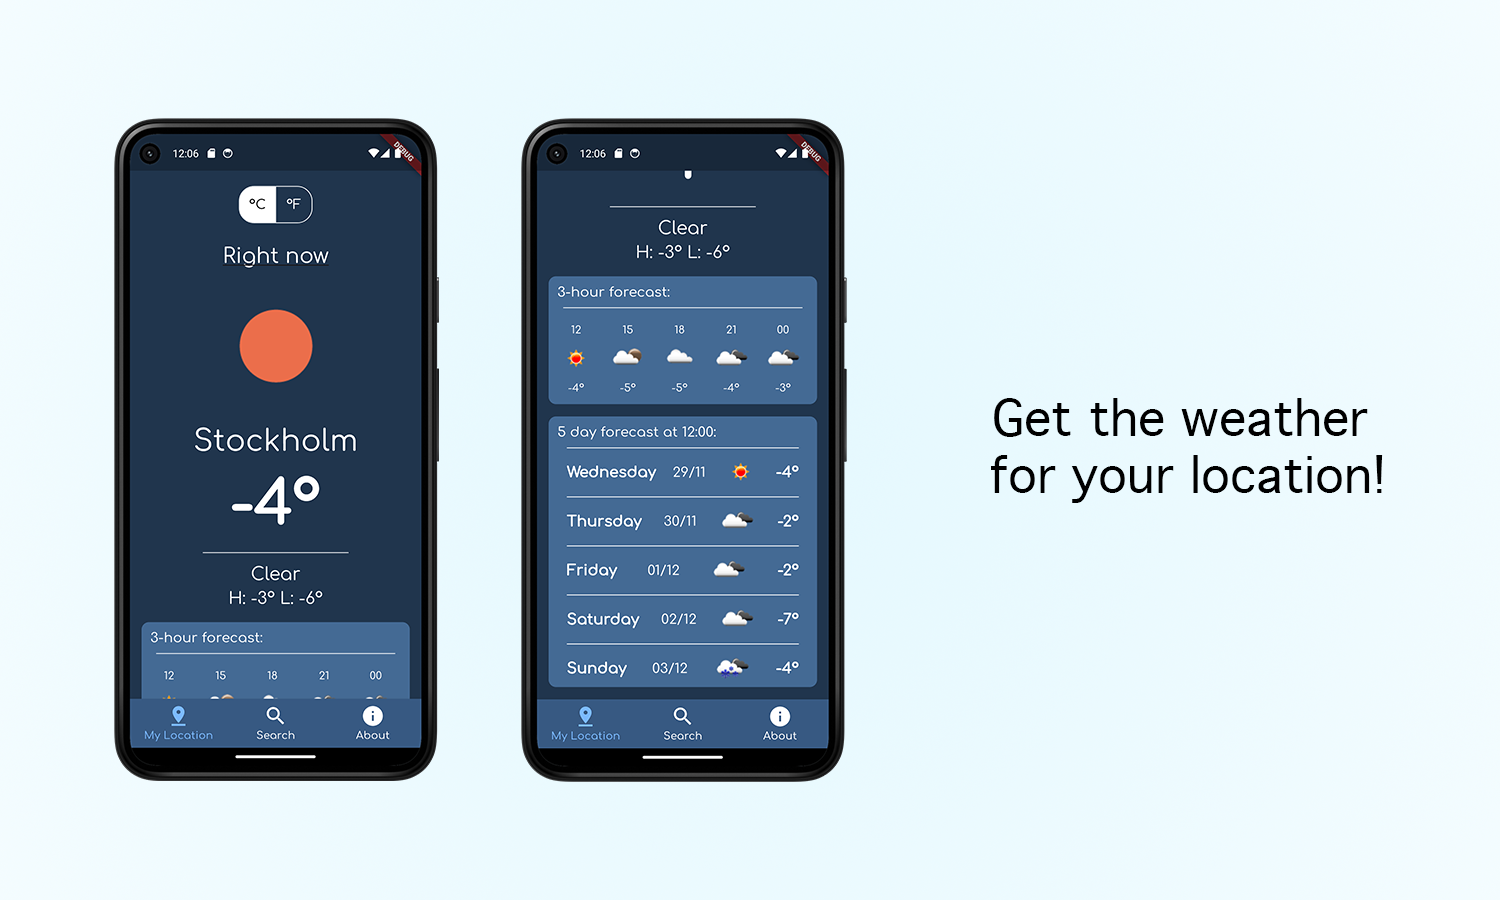 12:06
DEBUG
°C °F
Right now
Stockholm
-4°
Clear
H: -3° L: -6°
3-hour forecast:
12 15 18 21 00
My Location Search About
12:06
DEBUG
Clear
H: -3° L: -6°
3-hour forecast:
12 15 18 21 00
-4° -5° -5° -4° -3°
5 day forecast at 12:00:
Wednesday 29/11 -4°
Thursday 30/11 -2°
Friday 01/12 -2°
Saturday 02/12 -7°
Sunday 03/12 -4°
My Location Search About
Get the weather
for your location!